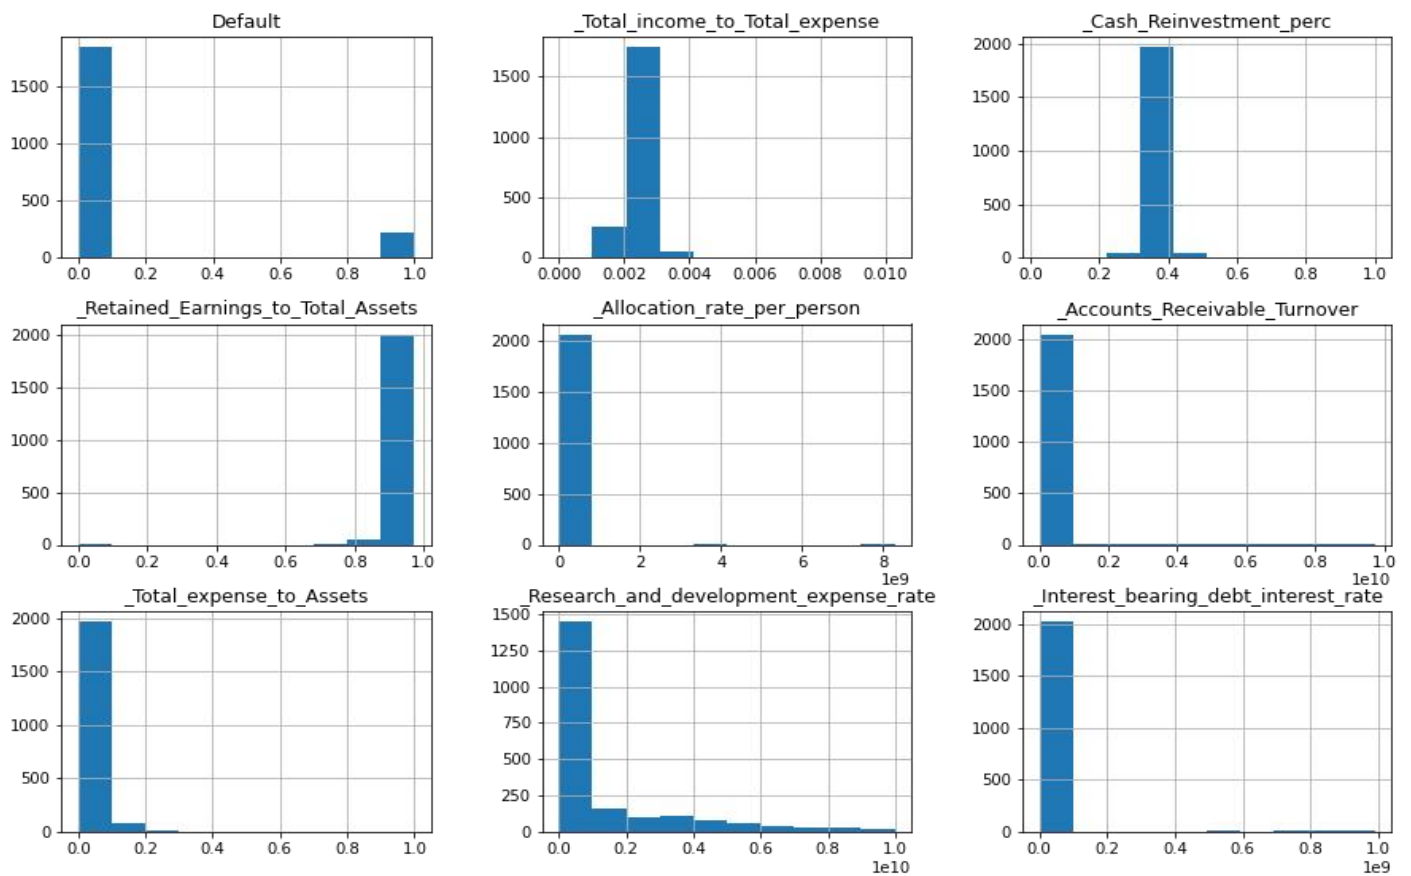 Default
1500
1000
500
0
0.0 0.2 0.4 0.6 0.8 1.0
_Total_income_to_Total_expense
1500
1000
500
0
0.000 0.002 0.004 0.006 0.008 0.010
_Cash_Reinvestment_perc
2000
1500
1000
500
0
0.0 0.2 0.4 0.6 0.8 1.0
_Retained_Earnings_to_Total_Assets
2000
1500
1000
500
0
0.0 0.2 0.4 0.6 0.8 1.0
_Allocation_rate_per_person
2000
1500
1000
500
0
0 2 4 6 8
1e9
_Accounts_Receivable_Turnover
2000
1500
1000
500
0
0.0 0.2 0.4 0.6 0.8 1.0
1e10
_Total_expense_to_Assets
2000
1500
1000
500
0
0.0 0.2 0.4 0.6 0.8 1.0
_Research_and_development_expense_rate
1500
1250
1000
750
500
250
0
0.0 0.2 0.4 0.6 0.8 1.0
1e10
_Interest_bearing_debt_interest_rate
2000
1500
1000
500
0
0.0 0.2 0.4 0.6 0.8 1.0
1e9